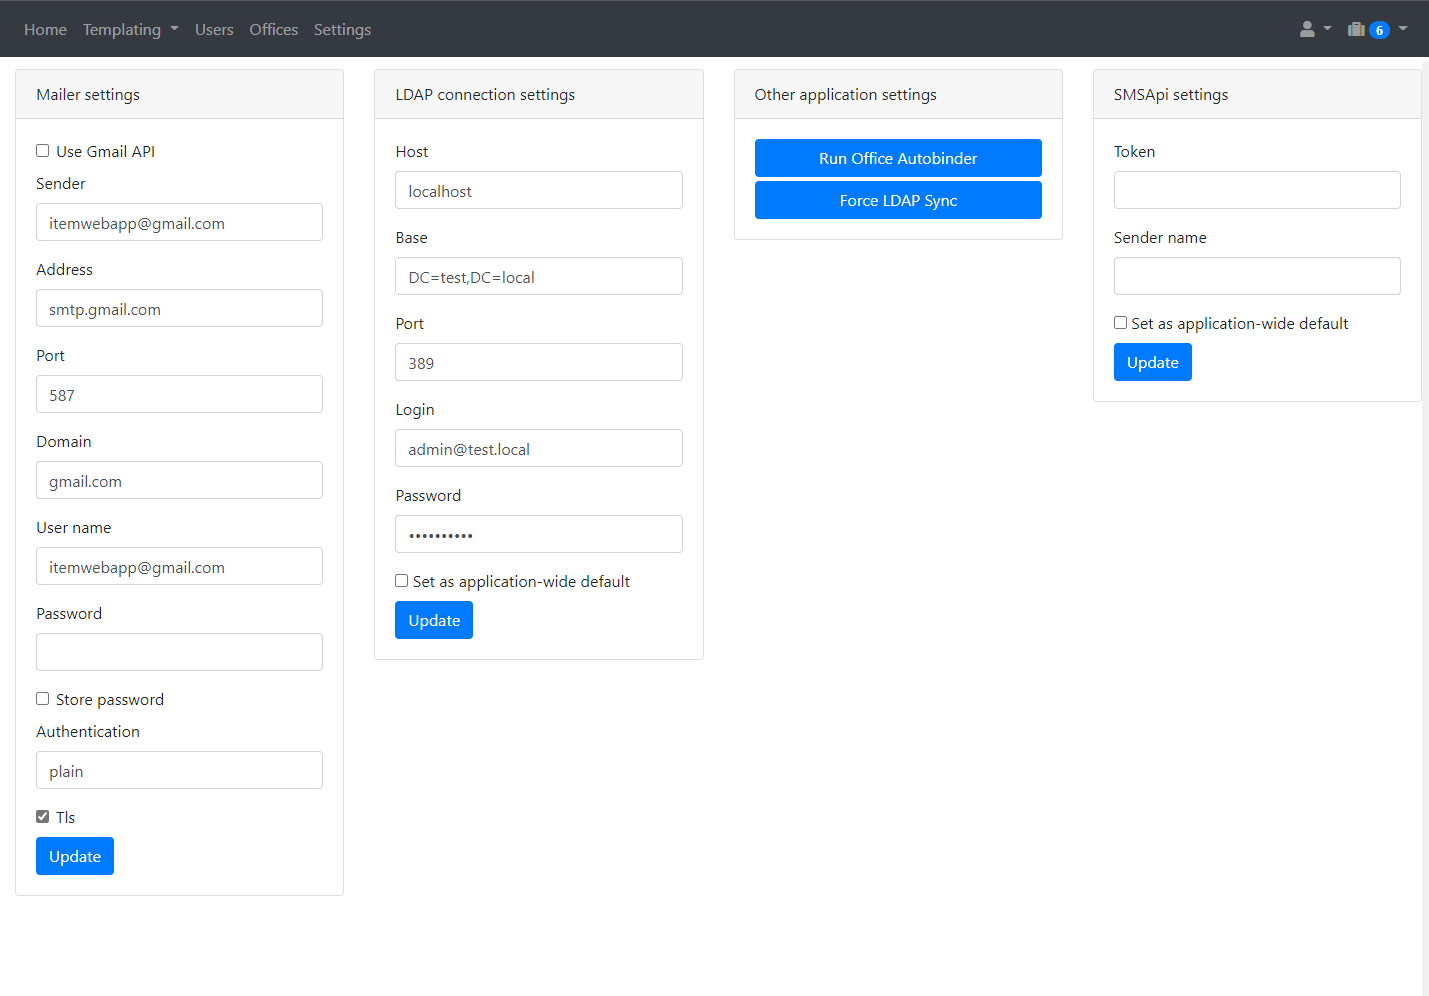 Home Templating Users Offices Settings 6
Mailer settings
Use Gmail API
Sender
itemwebapp@gmail.com
Address
smtp.gmail.com
Port
587
Domain
gmail.com
User name
itemwebapp@gmail.com
Password
Store password
Authentication
plain
Tls
Update
LDAP connection settings
Host
localhost
Base
DC=test,DC=local
Port
389
Login
admin@test.local
Password
••••••••••
Set as application-wide default
Update
Other application settings
Run Office Autobinder
Force LDAP Sync
SMSApi settings
Token
Sender name
Set as application-wide default
Update